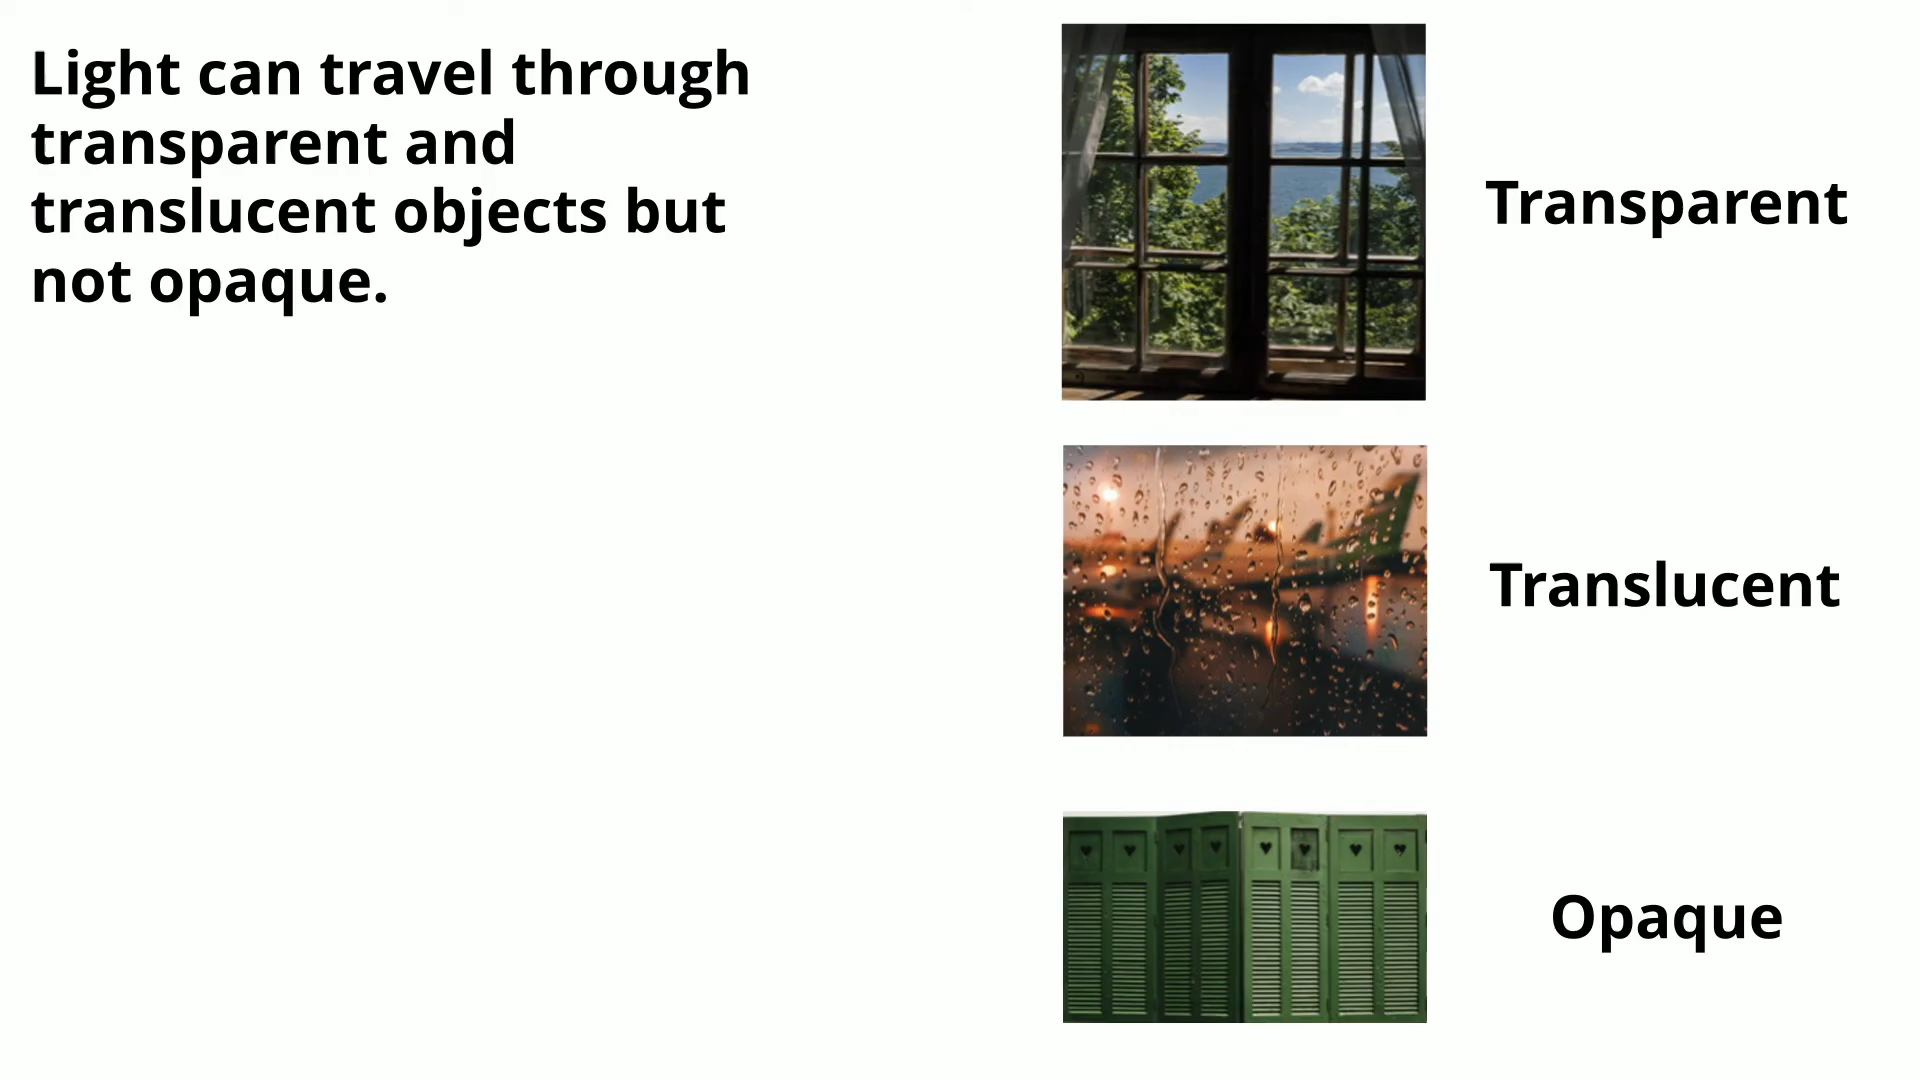 Light can travel through
transparent and
translucent objects but
not opaque.
Transparent
Translucent
Opaque